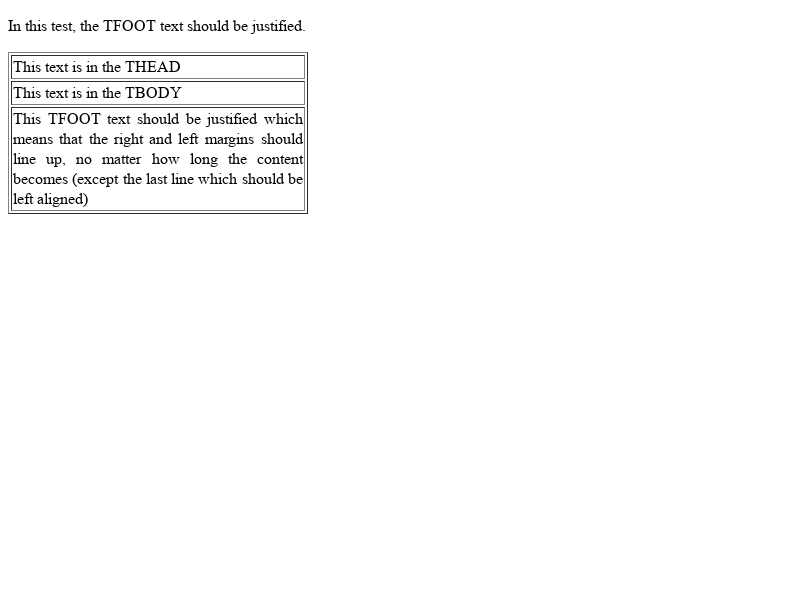 In this test, the TFOOT text should be justified.
This text is in the THEAD
This text is in the TBODY
This TFOOT text should be justified which
means that the right and left margins should
line up, no matter how long the content
becomes (except the last line which should be
left aligned)